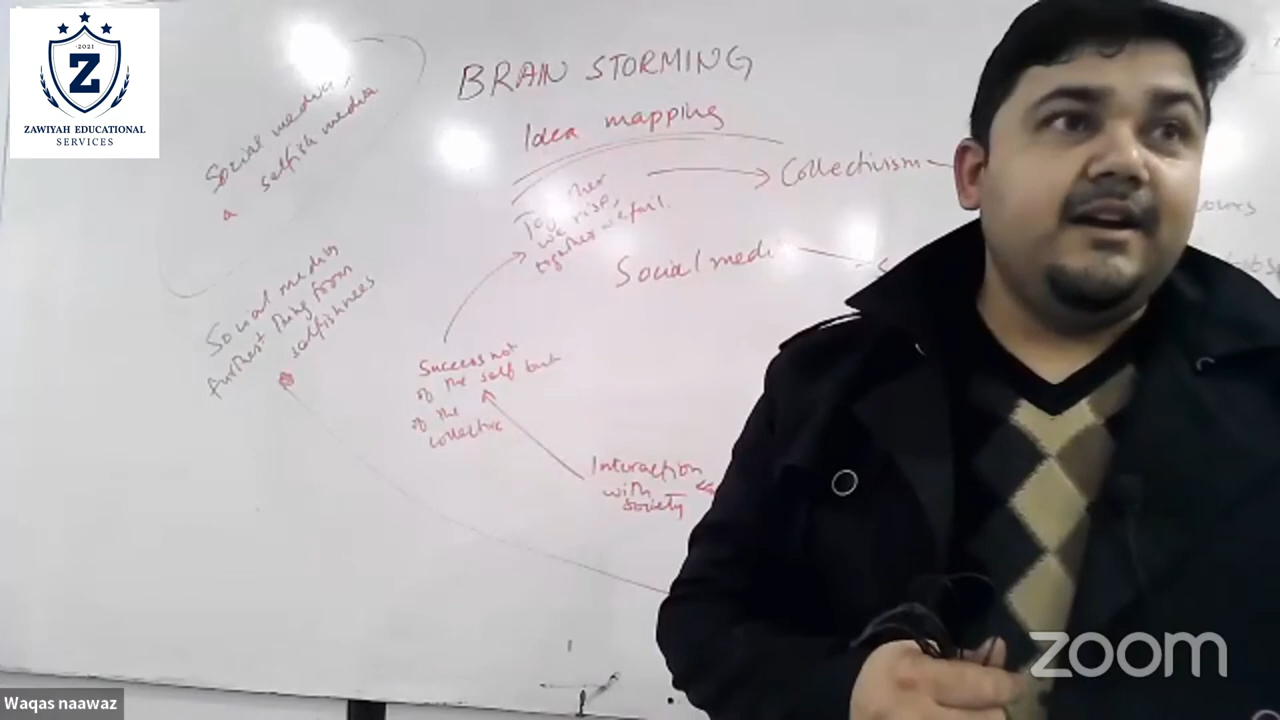 2021
Z
ZAWIYAH EDUCATIONAL
SERVICES
BRAIN STORMING
Idea mapping
Social media,
a selfish media
Together
we rise,
together we fail.
Collectivism
Social media
Social media
furthest thing from
selfishness
Success not
of the self but
of the
collective
Interaction
with
society
zoom
Waqas naawaz